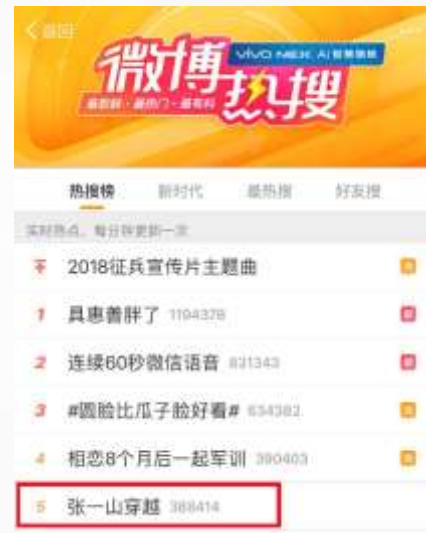 返回
微博热搜
vivo NEX AI智慧旗舰
最新鲜·最热门·最有料
热搜榜 新时代 最热搜 好友搜
实时热点，每分钟更新一次
2018征兵宣传片主题曲
1 具惠善胖了 1194378
2 连续60秒微信语音 831343
3 #圆脸比瓜子脸好看# 634382
4 相恋8个月后一起军训 390403
5 张一山穿越 388414